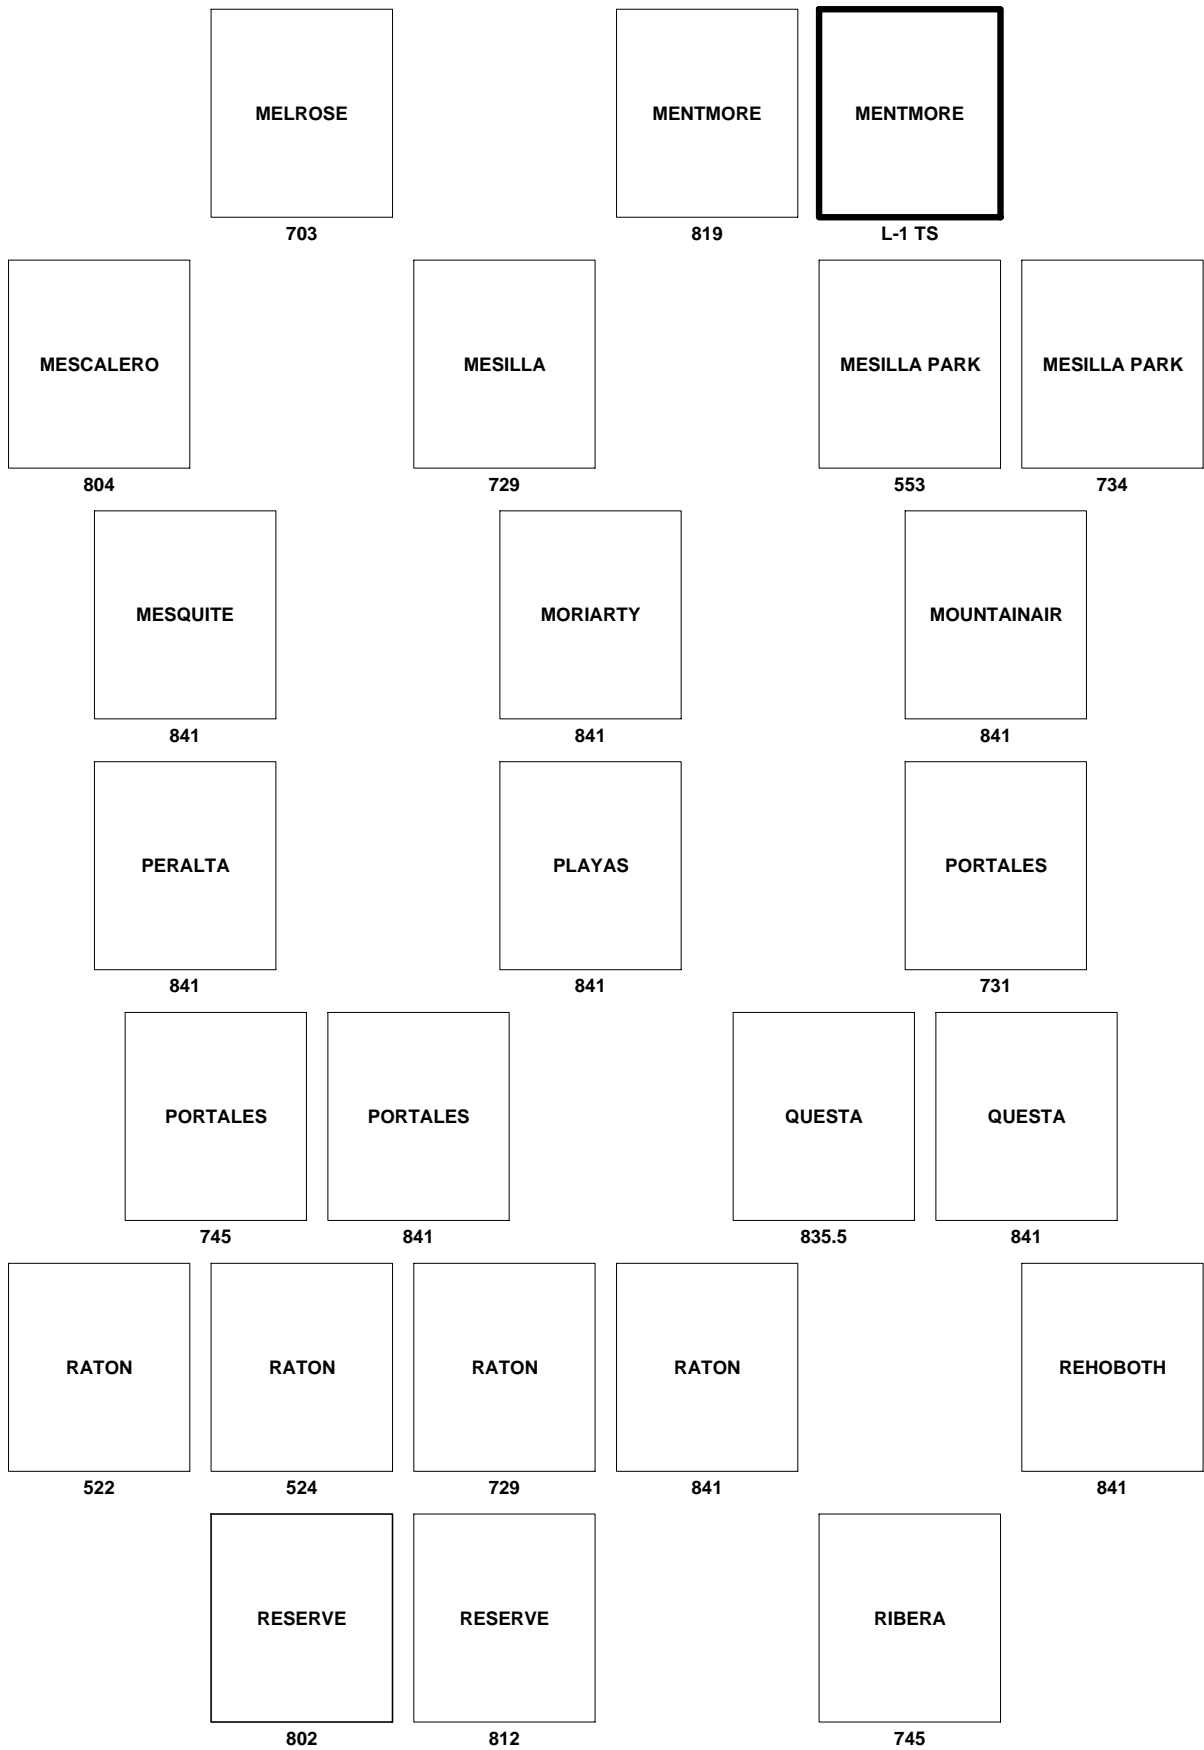 MELROSE MENTMORE MENTMORE
703 819 L-1 TS
MESCALERO MESILLA MESILLA PARK MESILLA PARK
804 729 553 734
MESQUITE MORIARTY MOUNTAINAIR
841 841 841
PERALTA PLAYAS PORTALES
841 841 731
PORTALES PORTALES QUESTA QUESTA
745 841 835.5 841
RATON RATON RATON RATON REHOBOTH
522 524 729 841 841
RESERVE RESERVE RIBERA
802 812 745